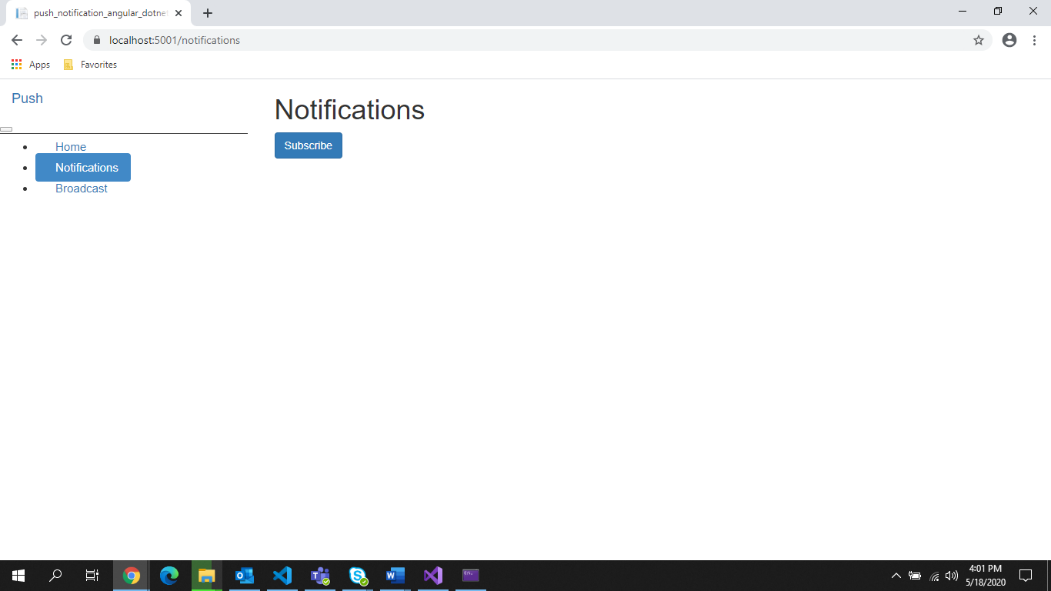 push_notification_angular_dotne
localhost:5001/notifications
Apps
Favorites
Push
Notifications
Subscribe
Home
Notifications
Broadcast
4:01 PM
5/18/2020